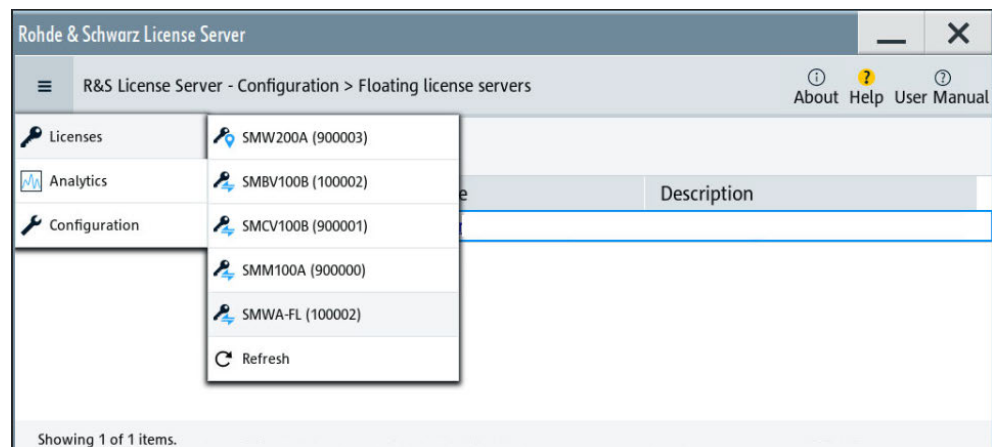 Rohde & Schwarz License Server
R&S License Server - Configuration > Floating license servers
About Help User Manual
Licenses
SMW200A (900003)
Analytics
SMBV100B (100002)
Description
Configuration
SMCV100B (900001)
SMM100A (900000)
SMWA-FL (100002)
Refresh
Showing 1 of 1 items.